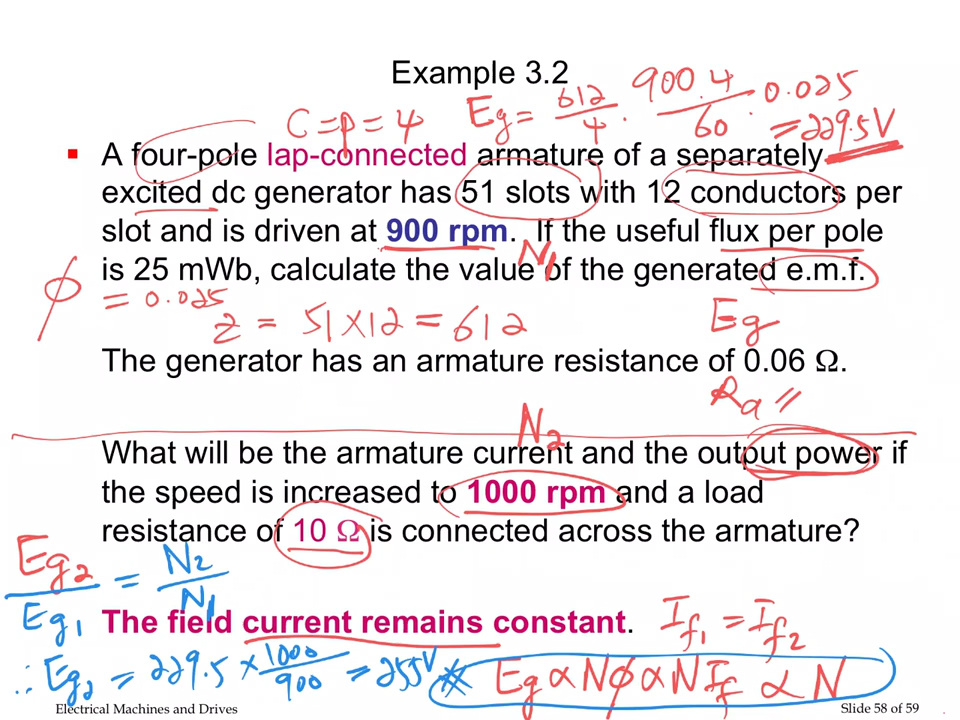 Example 3.2
C = p = 4 Eg = 612/4 · 900.4/60 · 0.025
= 229.5 V
▪ A four-pole lap-connected armature of a separately
excited dc generator has 51 slots with 12 conductors per
slot and is driven at 900 rpm. If the useful flux per pole
N1
is 25 mWb, calculate the value of the generated e.m.f.
ϕ = 0.025
Z = 51 × 12 = 612 Eg
The generator has an armature resistance of 0.06 Ω.
Ra =
N2
What will be the armature current and the output power if
the speed is increased to 1000 rpm and a load
resistance of 10 Ω is connected across the armature?
Eg2/Eg1 = N2/N1
The field current remains constant. If1 = If2
∴ Eg2 = 229.5 × 1000/900 = 255V * Eg ∝ Nϕ ∝ N If ∝ N
Electrical Machines and Drives Slide 58 of 59